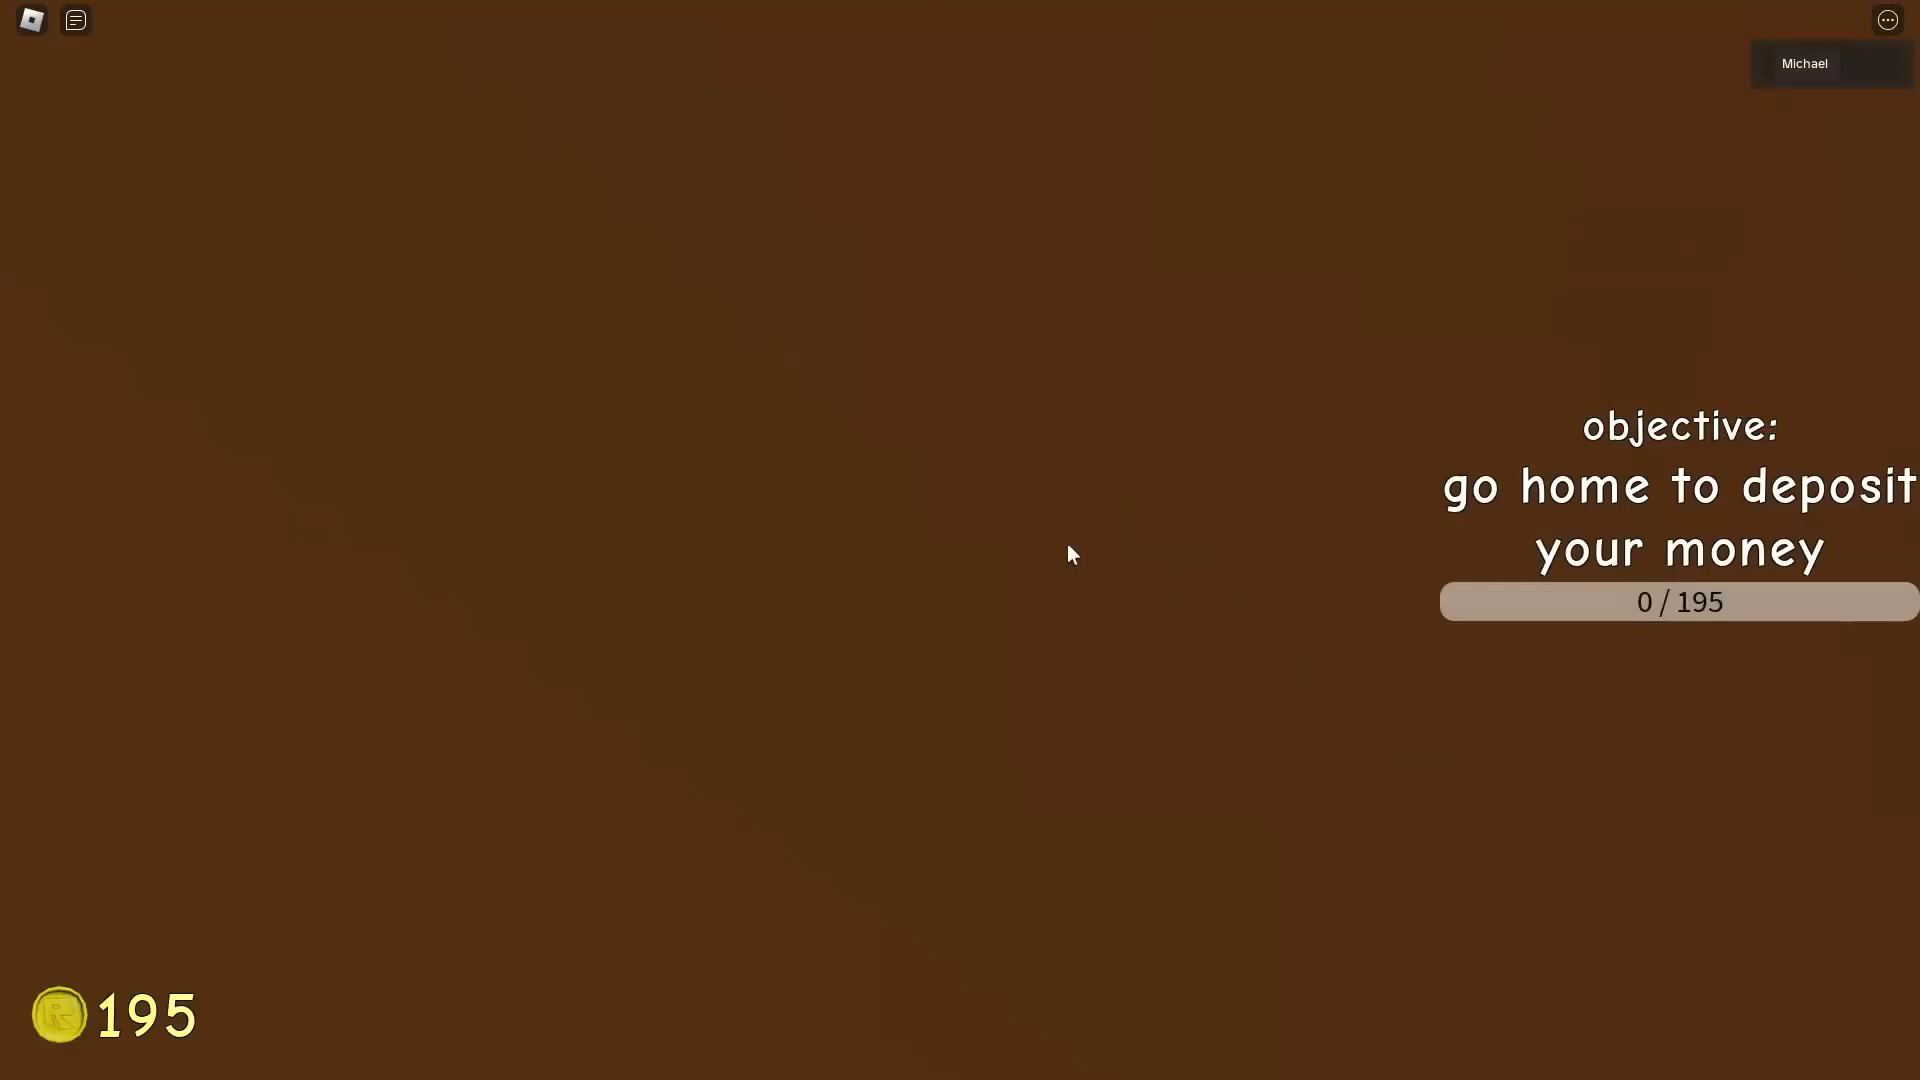 Michael
objective:
go home to deposit
your money
0 / 195
195